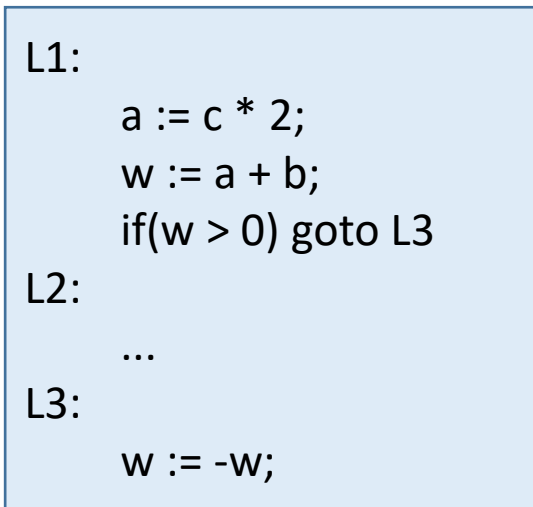 L1:
a := c * 2;
w := a + b;
if(w > 0) goto L3
L2:
...
L3:
w := -w;